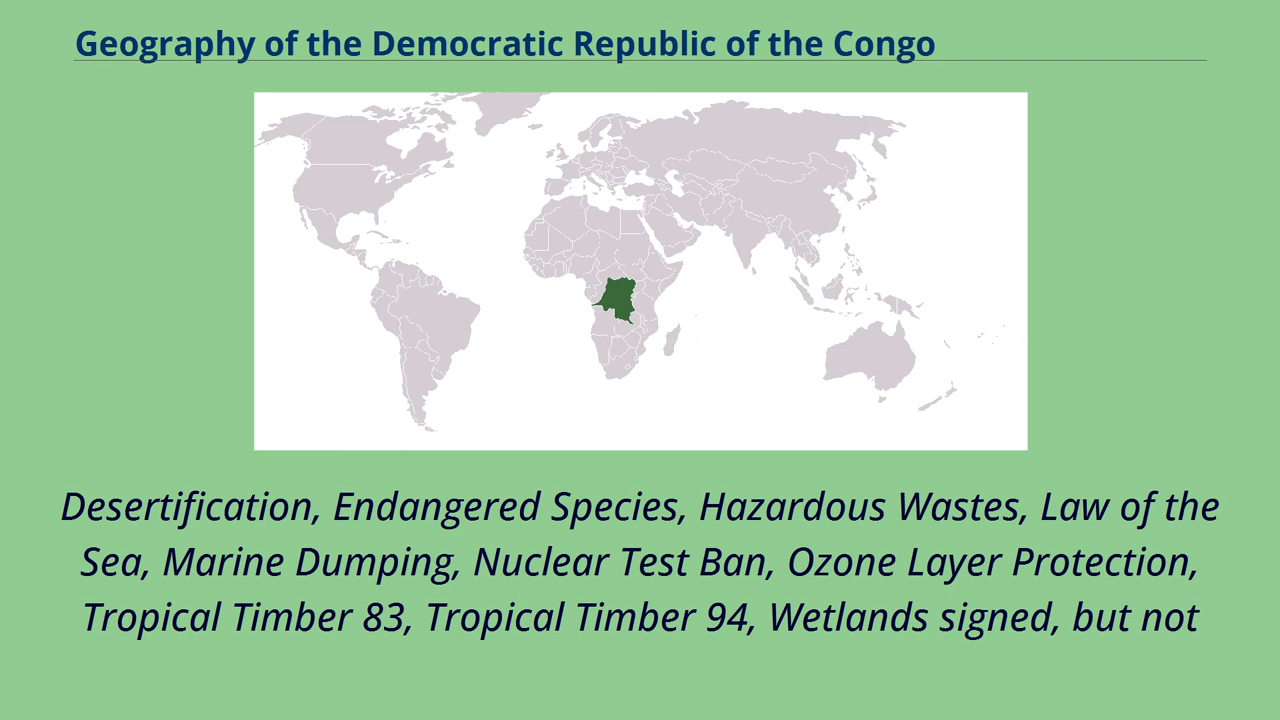 Geography of the Democratic Republic of the Congo
Desertification, Endangered Species, Hazardous Wastes, Law of the
Sea, Marine Dumping, Nuclear Test Ban, Ozone Layer Protection,
Tropical Timber 83, Tropical Timber 94, Wetlands signed, but not